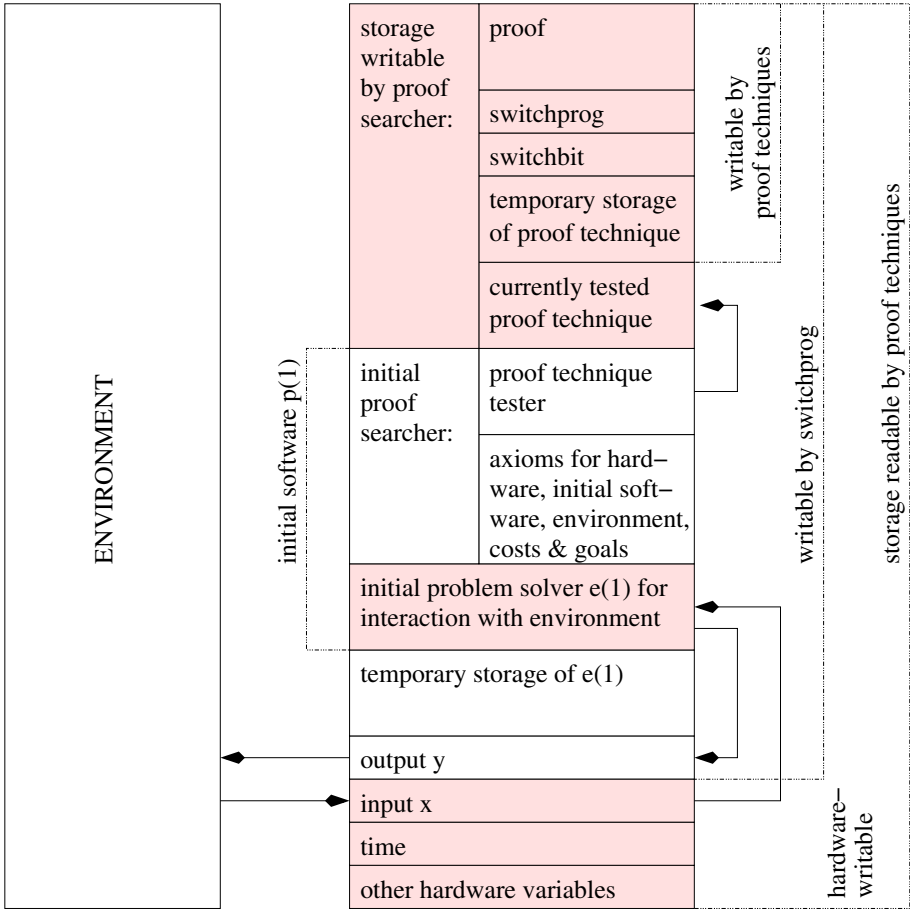 ENVIRONMENT
initial software p(1)
storage
writable
by proof
searcher:
proof
switchprog
switchbit
temporary storage
of proof technique
currently tested
proof technique
initial
proof
searcher:
proof technique
tester
axioms for hard−
ware, initial soft−
ware, environment,
costs & goals
initial problem solver e(1) for
interaction with environment
temporary storage of e(1)
output y
input x
time
other hardware variables
writable by
proof techniques
writable by switchprog
hardware−
writable
storage readable by proof techniques